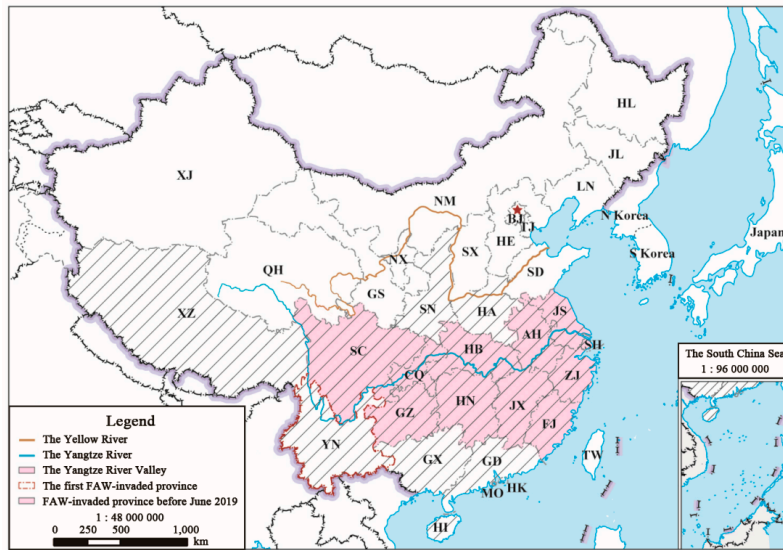 HL
JL
LN
XJ
NM
BJ
TJ
HE
N Korea
S Korea
Japan
NX
SX
SD
QH
GS
SN
HA
XZ
JS
AH
SH
SC
HB
CQ
ZJ
GZ
HN
JX
FJ
YN
GX
GD
TW
MO
HK
HI
The South China Sea
1 : 96 000 000
Legend
The Yellow River
The Yangtze River
The Yangtze River Valley
The first FAW-invaded province
FAW-invaded province before June 2019
1 : 48 000 000
0 250 500 1,000
km